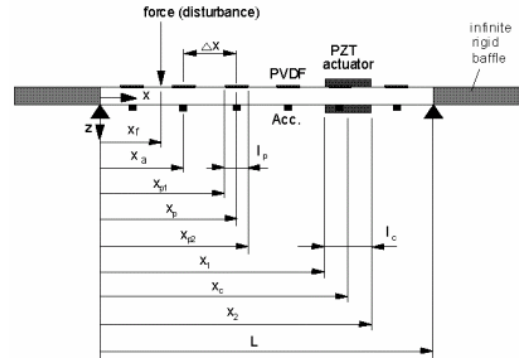 force (disturbance)
Δx
PVDF
PZT
actuator
infinite
rigid
baffle
x
z
Acc.
x_f
x_a
l_p
x_p1
x_p
x_p2
x_1
l_c
x_c
x_2
L